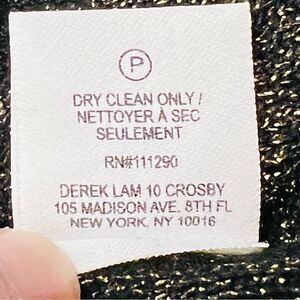 P
DRY CLEAN ONLY /
NETTOYER À SEC
SEULEMENT
RN#111290
DEREK LAM 10 CROSBY
105 MADISON AVE. 8TH FL
NEW YORK, NY 10016